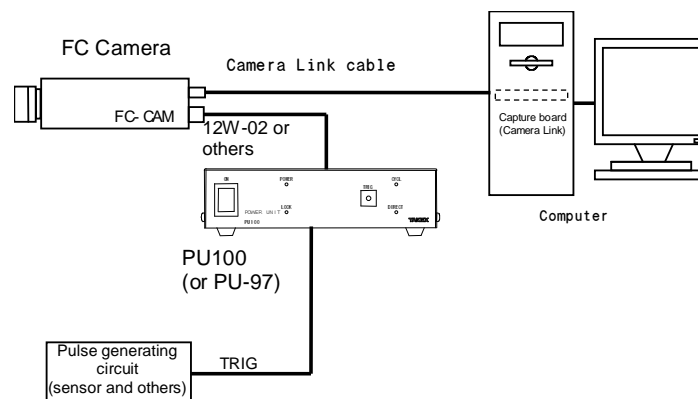 FC Camera
Camera Link cable
FC- CAM
12W-02 or
others
Capture board
(Camera Link)
Computer
ON
POWER
TRIG
CYCL
POWER UNIT
LOCK
DIRECT
PU100
TAKEX
PU100
(or PU-97)
Pulse generating
circuit
(sensor and others)
TRIG